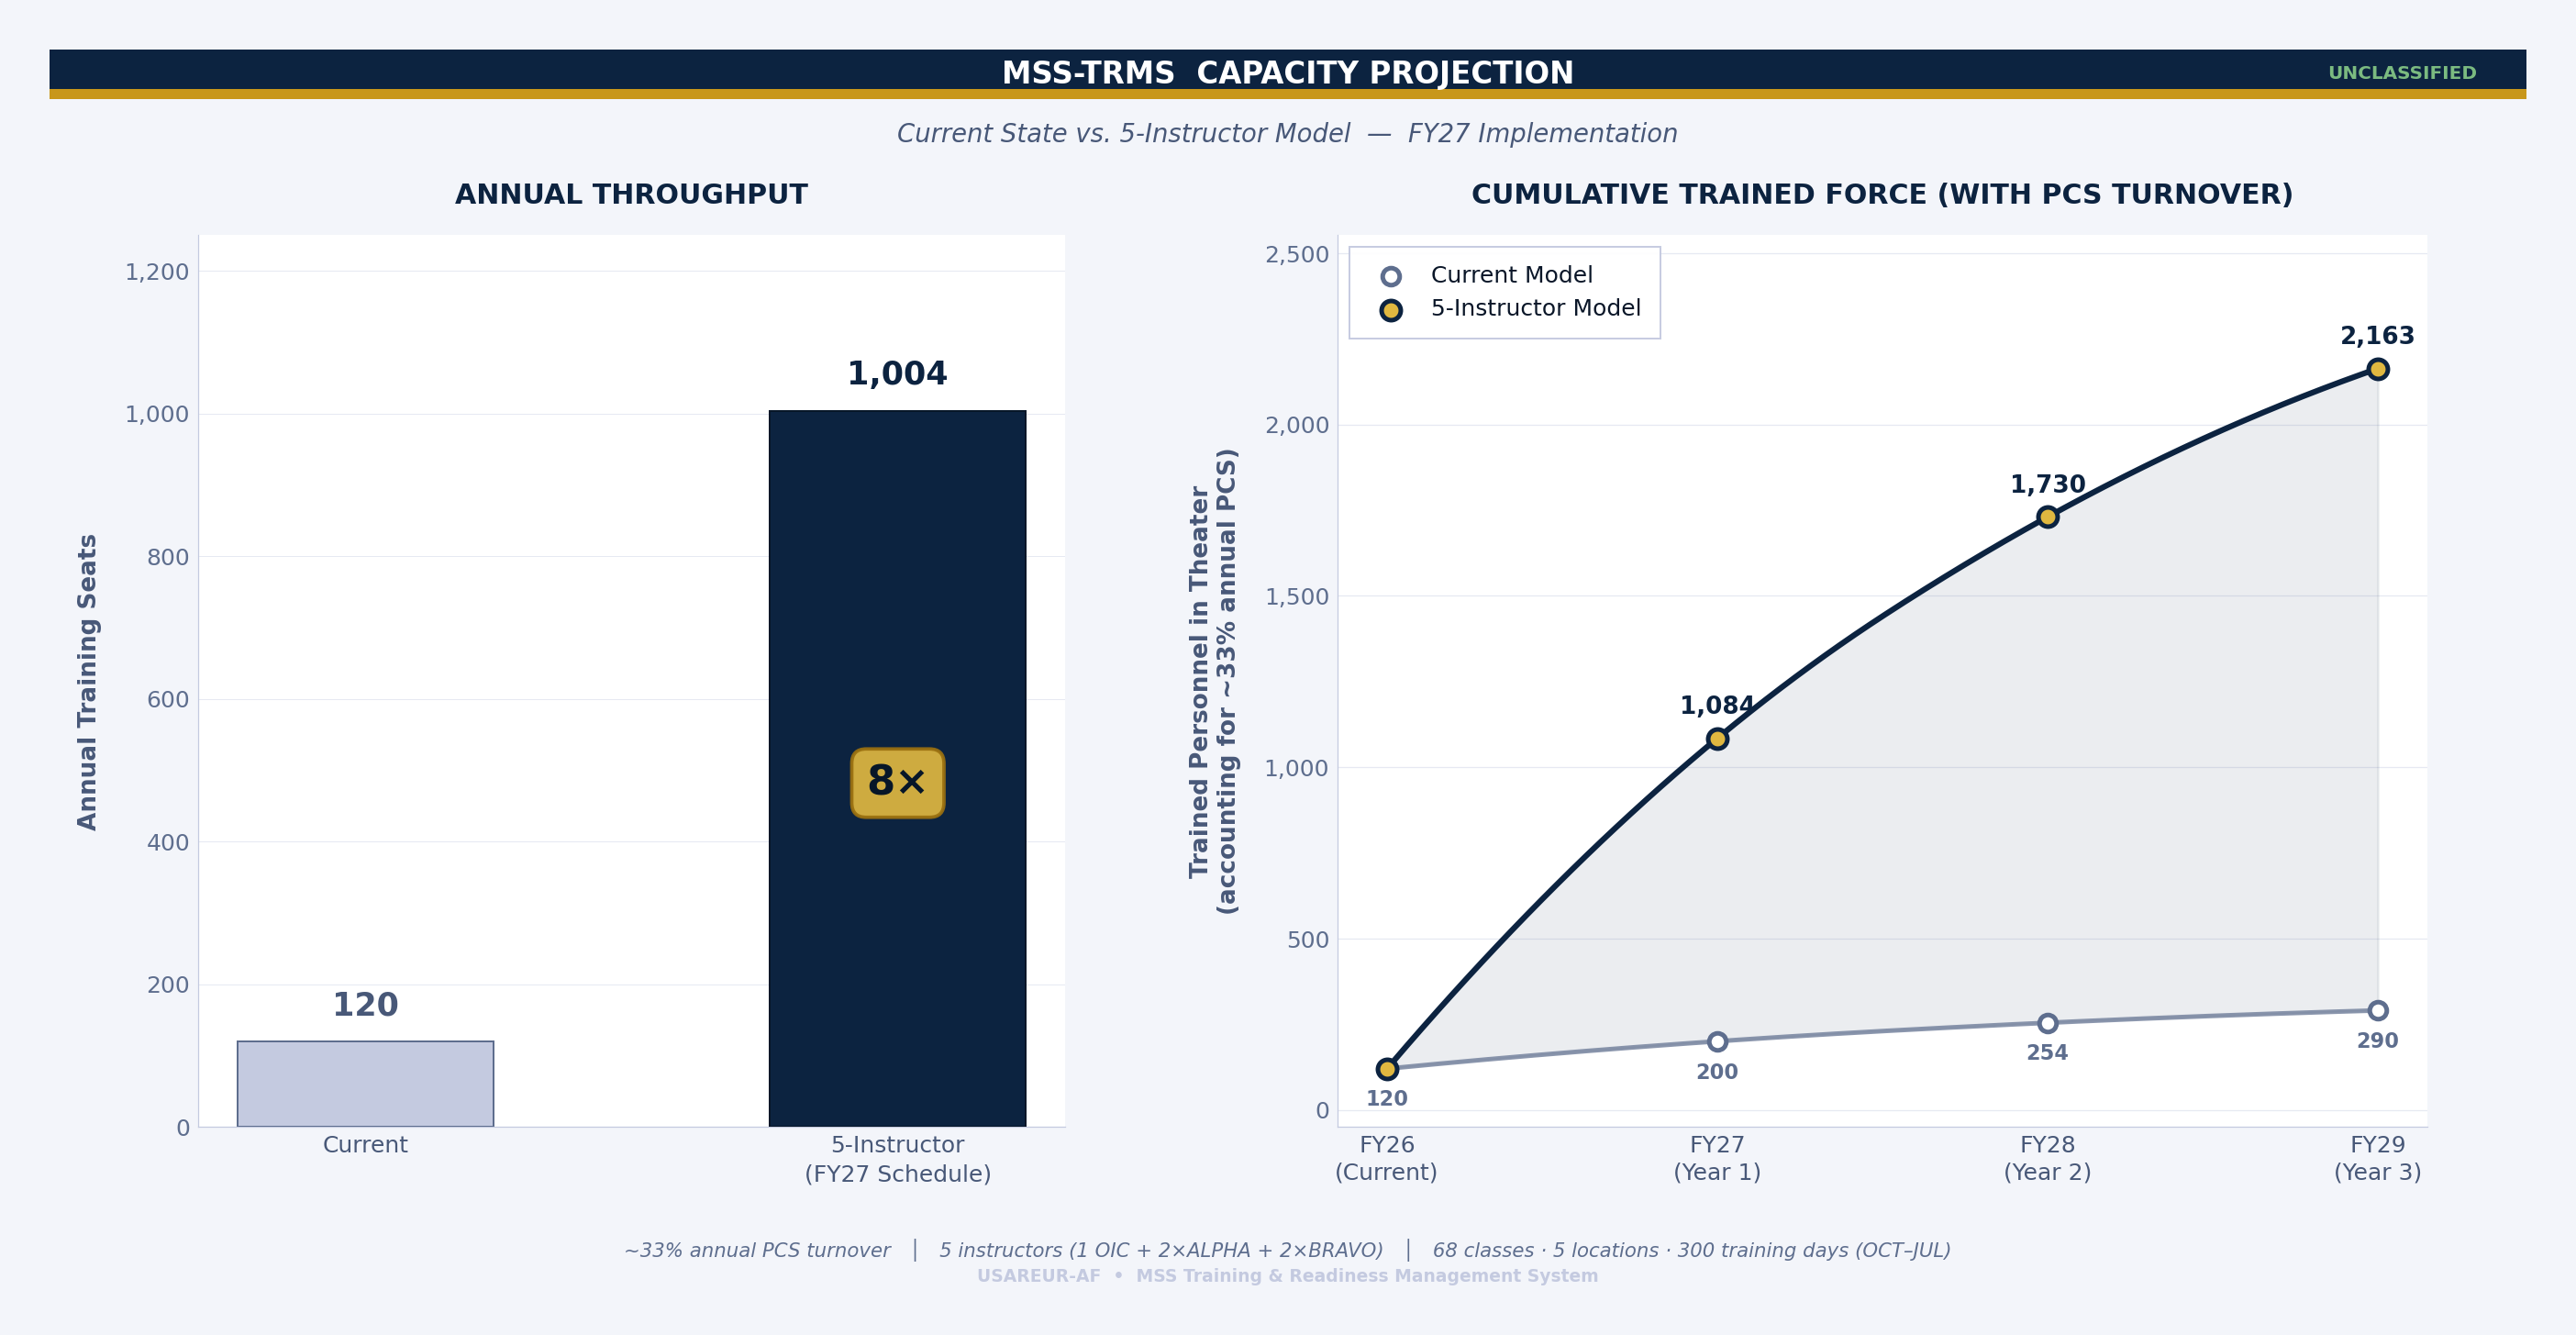 MSS-TRMS  CAPACITY PROJECTION
UNCLASSIFIED
Current State vs. 5-Instructor Model — FY27 Implementation
ANNUAL THROUGHPUT
Annual Training Seats
1,200
1,000
800
600
400
200
0
120
1,004
8×
Current
5-Instructor
(FY27 Schedule)
CUMULATIVE TRAINED FORCE (WITH PCS TURNOVER)
Trained Personnel in Theater
(accounting for ~33% annual PCS)
2,500
2,000
1,500
1,000
500
0
Current Model
5-Instructor Model
2,163
1,730
1,084
120
200
254
290
FY26
(Current)
FY27
(Year 1)
FY28
(Year 2)
FY29
(Year 3)
~33% annual PCS turnover | 5 instructors (1 OIC + 2×ALPHA + 2×BRAVO) | 68 classes · 5 locations · 300 training days (OCT–JUL)
USAREUR-AF • MSS Training & Readiness Management System